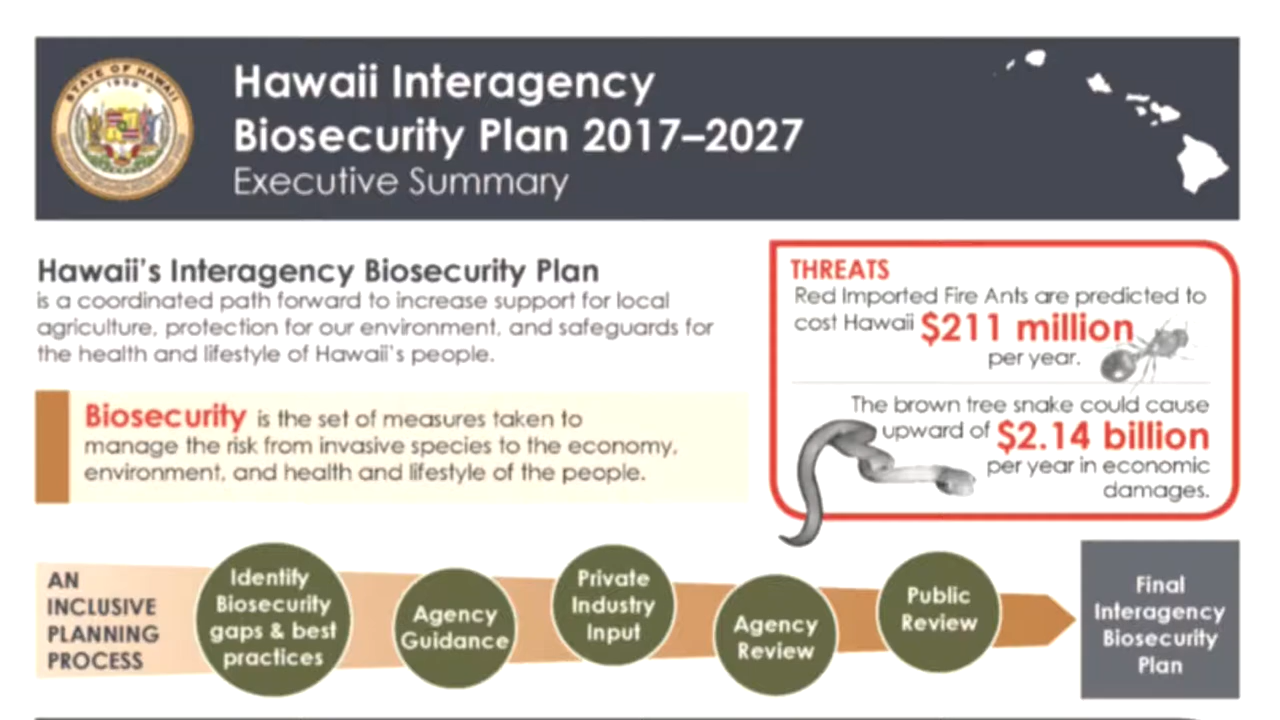 STATE OF HAWAII
1959
Hawaii Interagency
Biosecurity Plan 2017–2027
Executive Summary
Hawaii's Interagency Biosecurity Plan
is a coordinated path forward to increase support for local
agriculture, protection for our environment, and safeguards for
the health and lifestyle of Hawaii's people.
Biosecurity is the set of measures taken to
manage the risk from invasive species to the economy,
environment, and health and lifestyle of the people.
THREATS
Red Imported Fire Ants are predicted to
cost Hawaii $211 million
per year.
The brown tree snake could cause
upward of $2.14 billion
per year in economic
damages.
AN
INCLUSIVE
PLANNING
PROCESS
Identify
Biosecurity
gaps & best
practices
Agency
Guidance
Private
Industry
Input
Agency
Review
Public
Review
Final
Interagency
Biosecurity
Plan